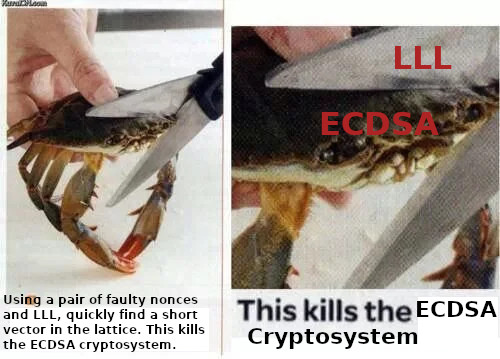 KuraiKH.com
Using a pair of faulty nonces
and LLL, quickly find a short
vector in the lattice. This kills
the ECDSA cryptosystem.
LLL
ECDSA
This kills the ECDSA
Cryptosystem